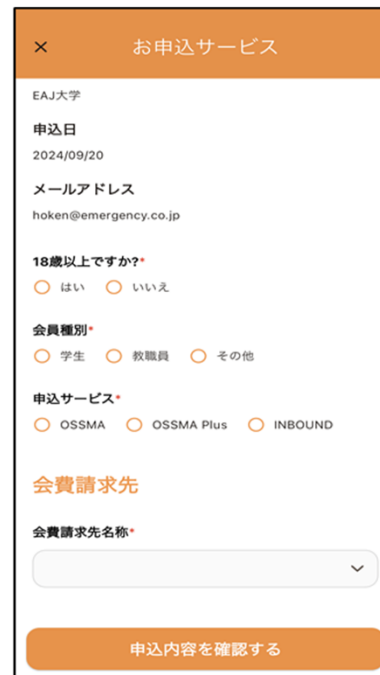 × お申込サービス
EAJ大学
申込日
2024/09/20
メールアドレス
hoken@emergency.co.jp
18歳以上ですか?*
はい いいえ
会員種別*
学生 教職員 その他
申込サービス*
OSSMA OSSMA Plus INBOUND
会費請求先
会費請求先名称*
申込内容を確認する